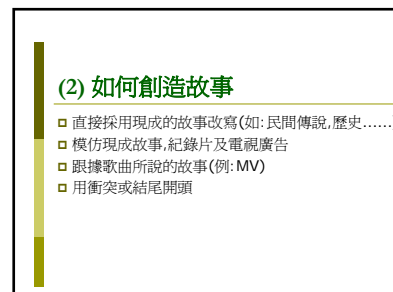 (2) 如何創造故事
直接採用現成的故事改寫(如:民間傳說,歷史……)
模仿現成故事,紀錄片及電視廣告
跟據歌曲所說的故事(例:MV)
用衝突或結尾開頭